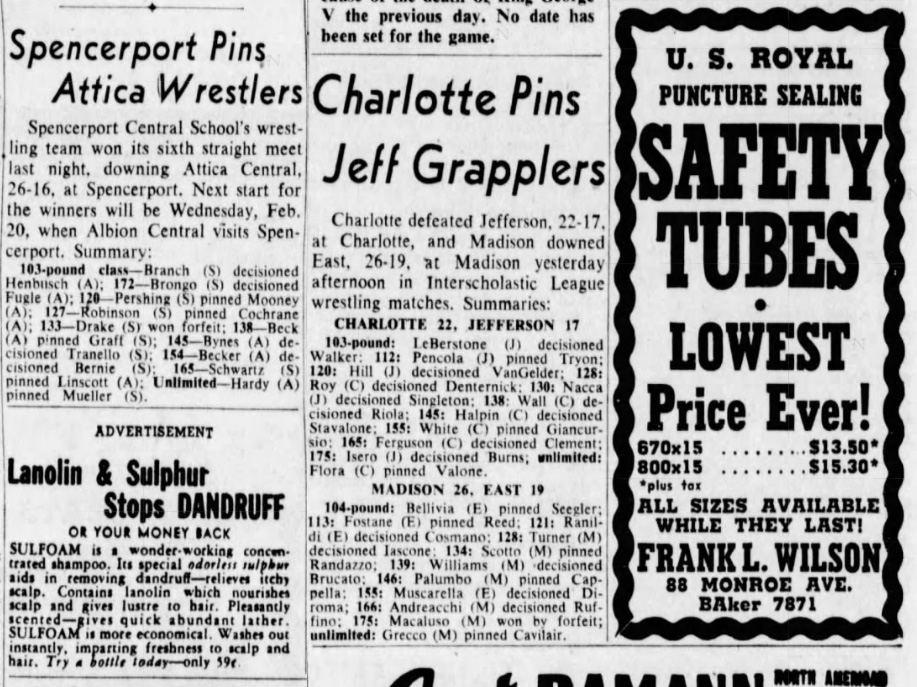 Spencerport Pins
Attica Wrestlers
Spencerport Central School's wrest-
ling team won its sixth straight meet
last night, downing Attica Central,
26-16, at Spencerport. Next start for
the winners will be Wednesday, Feb.
20, when Albion Central visits Spen-
cerport. Summary:
103-pound class—Branch (S) decisioned
Henbusch (A); 172—Brongo (S) decisioned
Fugle (A); 120—Pershing (S) pinned Mooney
(A); 127—Robinson (S) pinned Cochrane
(A); 133—Drake (S) won forfeit; 138—Beck
(A) pinned Graff (S); 145—Bynes (A) de-
cisioned Tranello (S); 154—Becker (A) de-
cisioned Bernie (S); 165—Schwartz (S)
pinned Linscott (A); Unlimited—Hardy (A)
pinned Mueller (S).
ADVERTISEMENT
Lanolin & Sulphur
Stops DANDRUFF
OR YOUR MONEY BACK
SULFOAM is a wonder-working concen-
trated shampoo. Its special odorless sulphur
aids in removing dandruff—relieves itchy
scalp. Contains lanolin which nourishes
scalp and gives lustre to hair. Pleasantly
scented—gives quick abundant lather.
SULFOAM is more economical. Washes out
instantly, imparting freshness to scalp and
hair. Try a bottle today—only 59¢.
V the previous day. No date has
been set for the game.
Charlotte Pins
Jeff Grapplers
Charlotte defeated Jefferson, 22-17,
at Charlotte, and Madison downed
East, 26-19, at Madison yesterday
afternoon in Interscholastic League
wrestling matches. Summaries:
CHARLOTTE 22, JEFFERSON 17
103-pound: LeBerstone (J) decisioned
Walker; 112: Pencola (J) pinned Tryon;
120: Hill (J) decisioned VanGelder; 128:
Roy (C) decisioned Denternick; 130: Nacca
(J) decisioned Singleton; 138: Wall (C) de-
cisioned Riola; 145: Halpin (C) decisioned
Stavalone; 155: White (C) pinned Giancur-
sio; 165: Ferguson (C) decisioned Clement;
175: Isero (J) decisioned Burns; unlimited:
Flora (C) pinned Valone.
MADISON 26, EAST 19
104-pound: Bellivia (E) pinned Seegler;
113: Fostane (E) pinned Reed; 121: Ranil-
di (E) decisioned Cosmano; 128: Turner (M)
decisioned Iascone; 134: Scotto (M) pinned
Randazzo; 139: Williams (M) decisioned
Brucato; 146: Palumbo (M) pinned Cap-
pella; 155: Muscarella (E) decisioned Di-
roma; 166: Andreacchi (M) decisioned Ruf-
fino; 175: Macaluso (M) won by forfeit;
unlimited: Grecco (M) pinned Cavilair.
U. S. ROYAL
PUNCTURE SEALING
SAFETY
TUBES
•
LOWEST
Price Ever!
670x15 ........ $13.50*
800x15 ........ $15.30*
*plus tax
ALL SIZES AVAILABLE
WHILE THEY LAST!
FRANK L. WILSON
88 MONROE AVE.
BAker 7871
NORTH AMERICAN
DAMANN